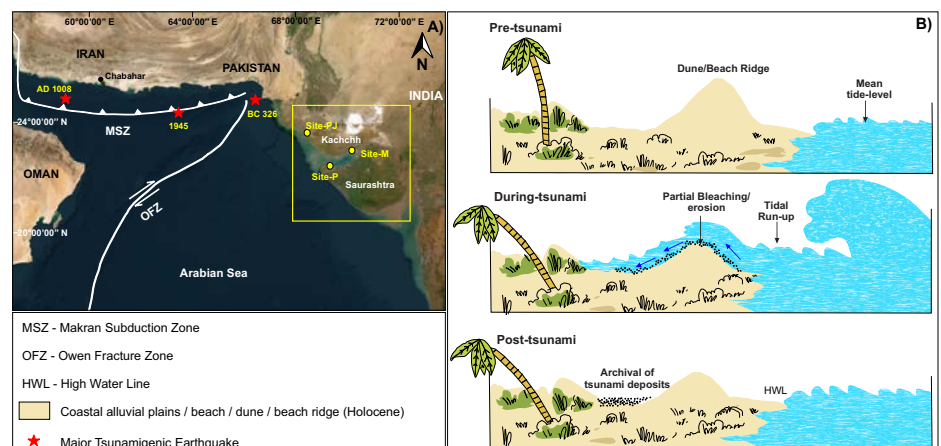 60°00'00" E
64°00'00" E
68°00'00" E
72°00'00" E
A)
N
IRAN
Chabahar
PAKISTAN
INDIA
AD 1008
1945
BC 326
24°00'00" N
MSZ
Site-PJ
Kachchh
Site-M
Site-P
Saurashtra
OMAN
OFZ
20°00'00" N
Arabian Sea
MSZ - Makran Subduction Zone
OFZ - Owen Fracture Zone
HWL - High Water Line
Coastal alluvial plains / beach / dune / beach ridge (Holocene)
Major Tsunamigenic Earthquake
B)
Pre-tsunami
Dune/Beach Ridge
Mean
tide-level
During-tsunami
Partial Bleaching/
erosion
Tidal
Run-up
Post-tsunami
Archival of
tsunami deposits
HWL